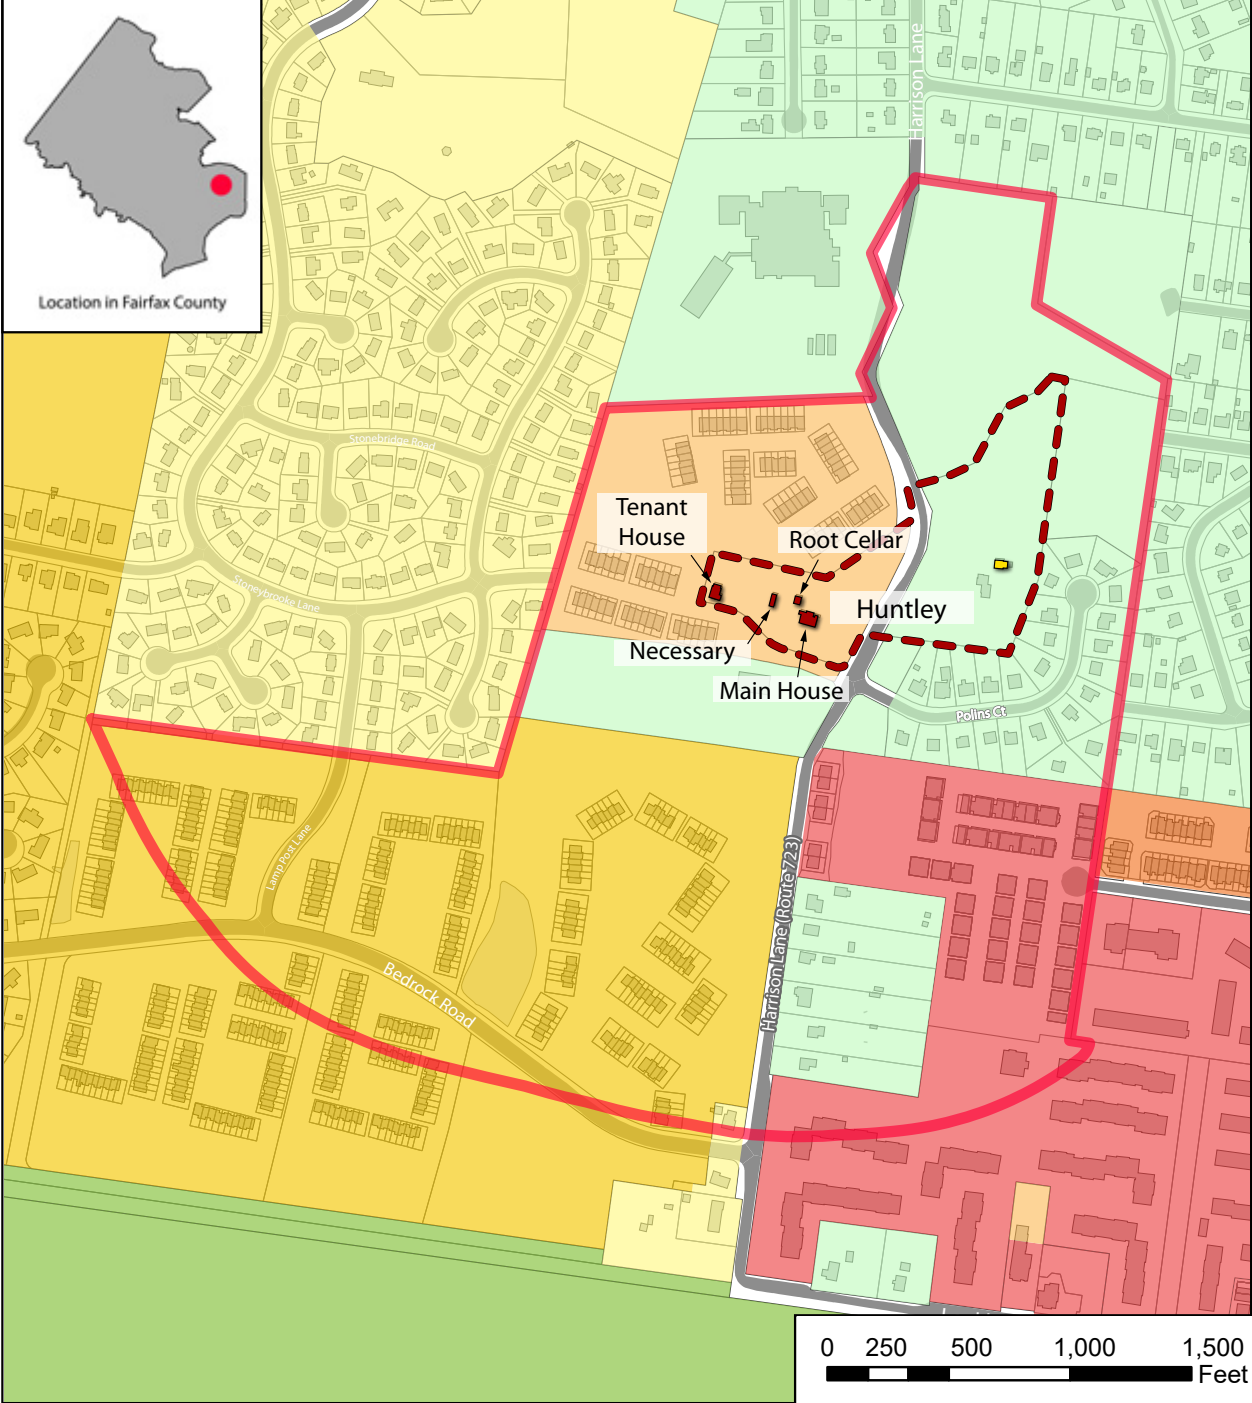 Location in Fairfax County
Harrison Lane
Stonebridge Road
Tenant
House
Root Cellar
Stoneybrooke Lane
Huntley
Necessary
Main House
Polins Ct
Lamp Post Lane
Harrison Lane (Route 723)
Bedrock Road
0 250 500 1,000 1,500
Feet